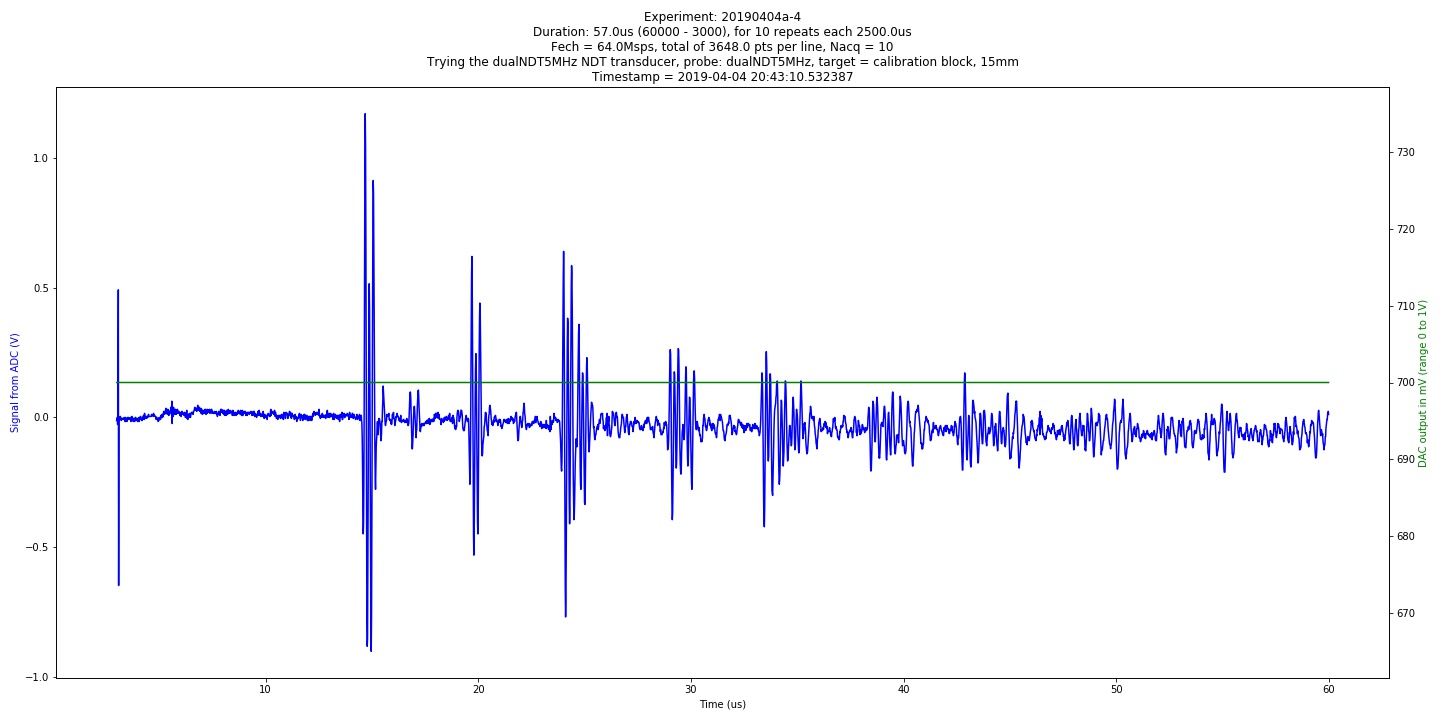 Experiment: 20190404a-4
Duration: 57.0us (60000 - 3000), for 10 repeats each 2500.0us
Fech = 64.0Msps, total of 3648.0 pts per line, Nacq = 10
Trying the dualNDT5MHz NDT transducer, probe: dualNDT5MHz, target = calibration block, 15mm
Timestamp = 2019-04-04 20:43:10.532387
Signal from ADC (V)
1.0
0.5
0.0
−0.5
−1.0
730
720
710
700
690
680
670
DAC output in mV (range 0 to 1V)
10
20
30
40
50
60
Time (us)